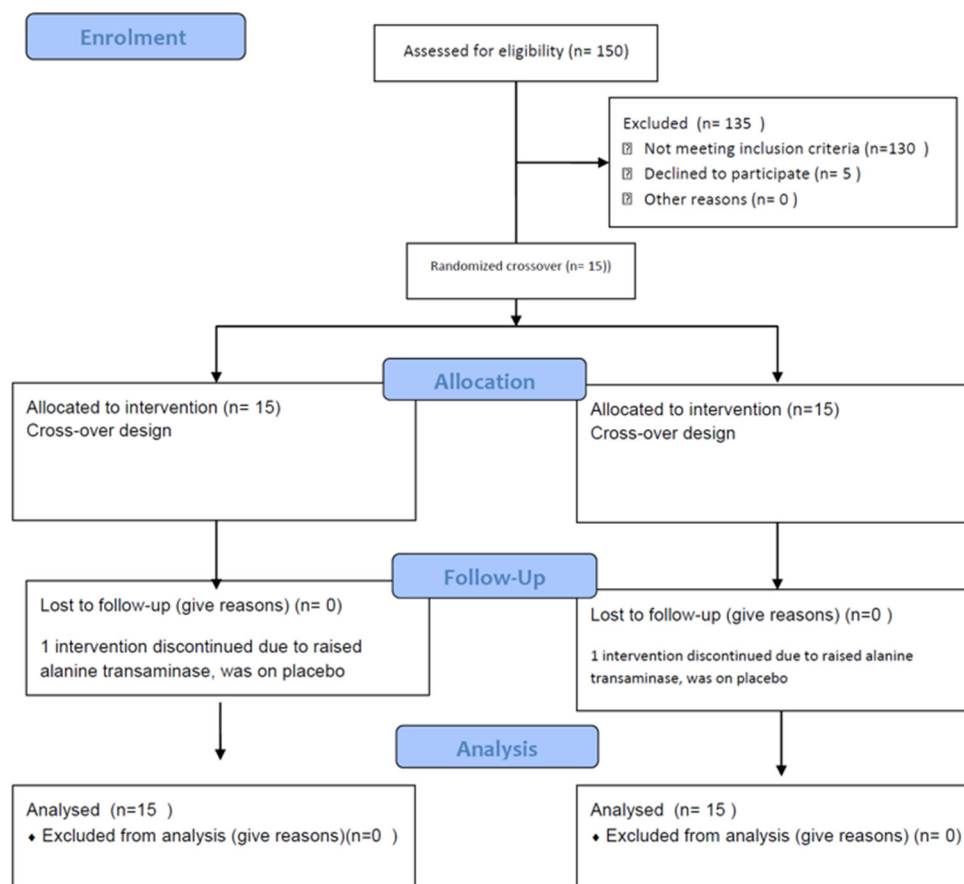 Enrolment
Assessed for eligibility (n= 150)
Excluded (n= 135 )
Not meeting inclusion criteria (n=130 )
Declined to participate (n= 5 )
Other reasons (n= 0 )
Randomized crossover (n= 15))
Allocation
Allocated to intervention (n= 15)
Cross-over design
Allocated to intervention (n=15)
Cross-over design
Follow-Up
Lost to follow-up (give reasons) (n= 0)
1 intervention discontinued due to raised
alanine transaminase, was on placebo
Lost to follow-up (give reasons) (n=0 )
1 intervention discontinued due to raised alanine
transaminase, was on placebo
Analysis
Analysed (n=15 )
♦ Excluded from analysis (give reasons)(n=0 )
Analysed (n= 15 )
♦ Excluded from analysis (give reasons) (n= 0)